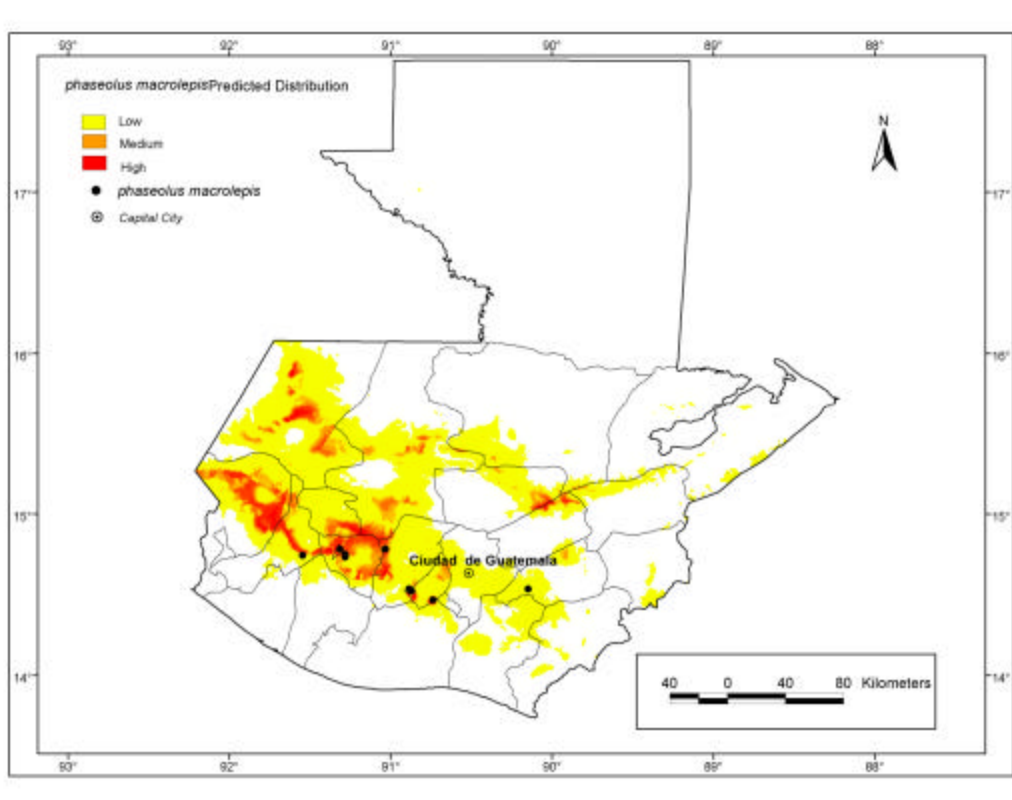 93° 92° 91° 90° 89° 88°
phaseolus macrolepisPredicted Distribution
Low
Medium
High
phaseolus macrolepis
Capital City
N
17° 17°
16° 16°
15° 15°
Ciudad de Guatemala
14° 14°
40 0 40 80 Kilometers
93° 92° 91° 90° 89° 88°